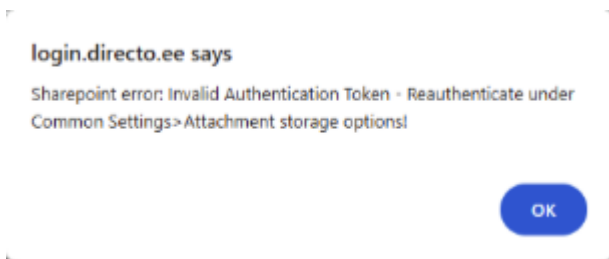 login.directo.ee says
Sharepoint error: Invalid Authentication Token - Reauthenticate under
Common Settings>Attachment storage options!
OK